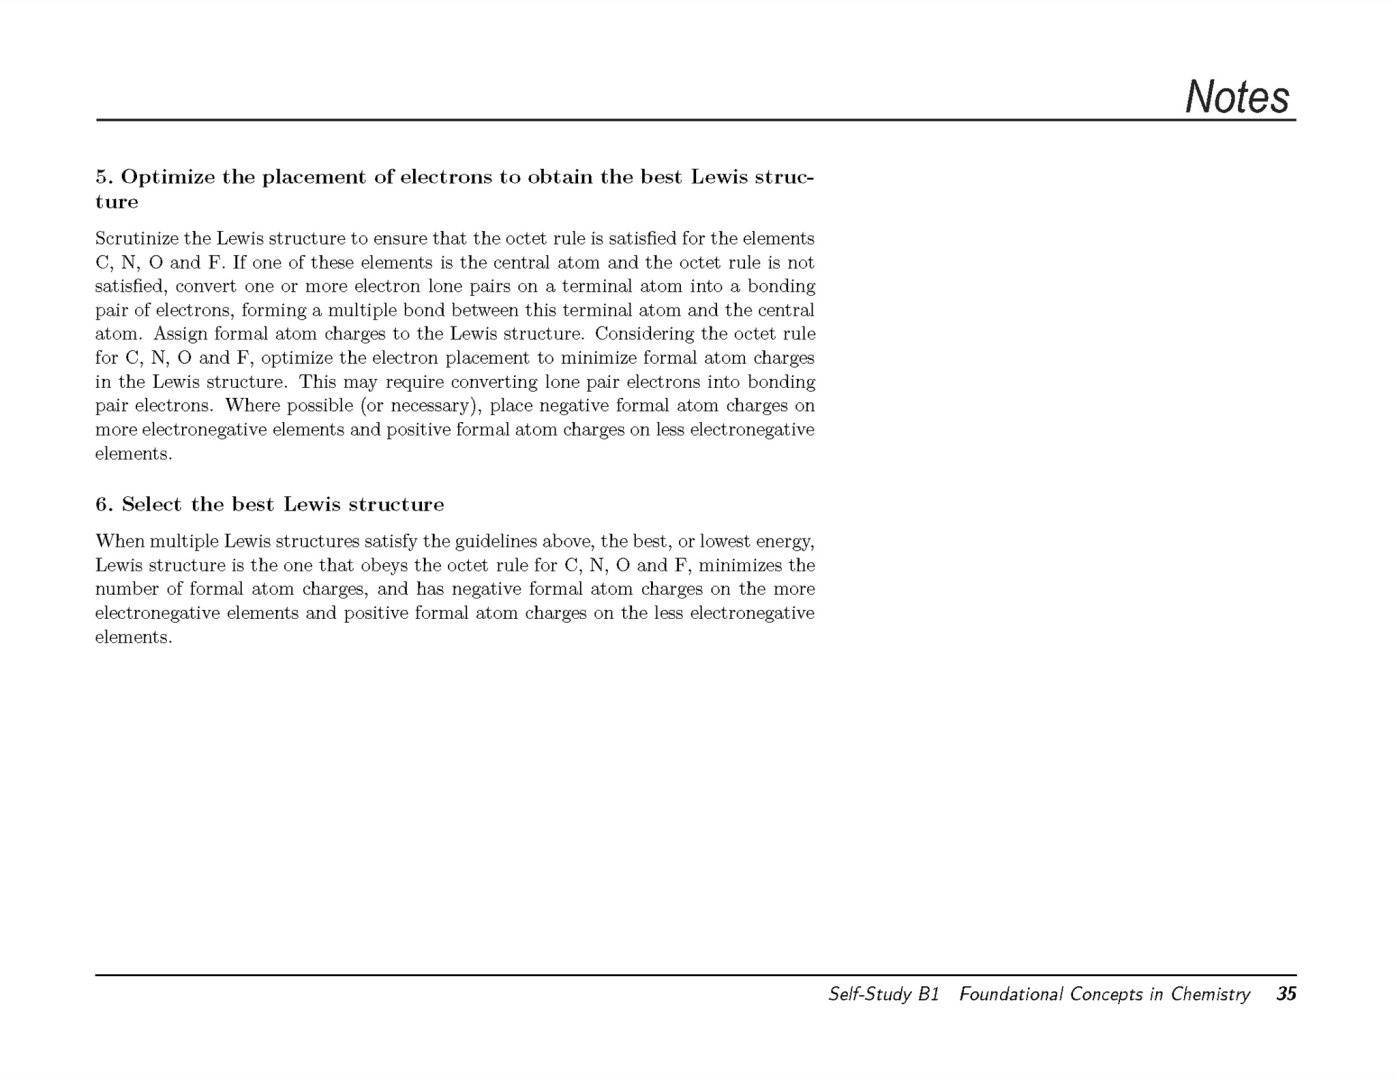 Notes
5. Optimize the placement of electrons to obtain the best Lewis struc-
ture
Scrutinize the Lewis structure to ensure that the octet rule is satisfied for the elements
C, N, O and F. If one of these elements is the central atom and the octet rule is not
satisfied, convert one or more electron lone pairs on a terminal atom into a bonding
pair of electrons, forming a multiple bond between this terminal atom and the central
atom. Assign formal atom charges to the Lewis structure. Considering the octet rule
for C, N, O and F, optimize the electron placement to minimize formal atom charges
in the Lewis structure. This may require converting lone pair electrons into bonding
pair electrons. Where possible (or necessary), place negative formal atom charges on
more electronegative elements and positive formal atom charges on less electronegative
elements.
6. Select the best Lewis structure
When multiple Lewis structures satisfy the guidelines above, the best, or lowest energy,
Lewis structure is the one that obeys the octet rule for C, N, O and F, minimizes the
number of formal atom charges, and has negative formal atom charges on the more
electronegative elements and positive formal atom charges on the less electronegative
elements.
Self-Study B1 Foundational Concepts in Chemistry 35